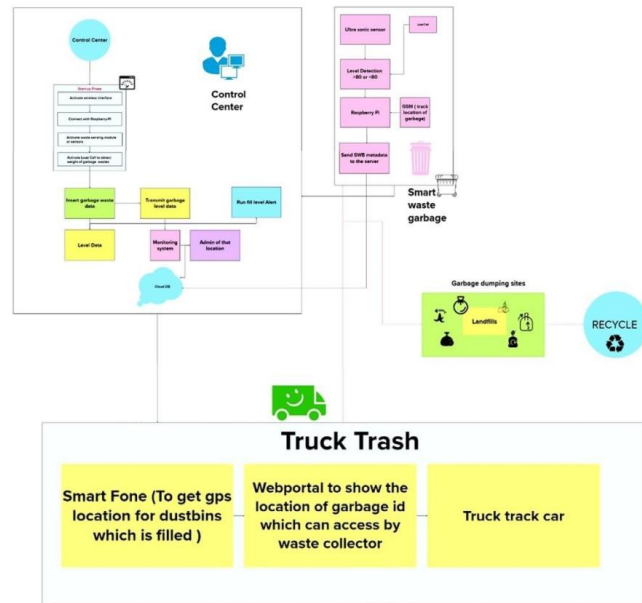 Control Center
Control
Center
Start up Phase
Activate wireless interface
Connect with Raspberry PI
Activate waste sensing module
or sensors
Activate Load Cell to detect
weight of garbage wastes
Insert garbage waste
data
Transmit garbage
level data
Run fill level Alert
Level Data
Monitoring
system
Admin of that
location
Cloud DB
Ultra sonic sensor
Load Cell
Level Detection
>80 or <80
Raspberry Pi
GSM ( track
location of
garbage)
Send SWB metadata
to the server
Smart
waste
garbage
Garbage dumping sites
Landfills
RECYCLE
Truck Trash
Smart Fone (To get gps
location for dustbins
which is filled )
Webportal to show the
location of garbage id
which can access by
waste collector
Truck track car